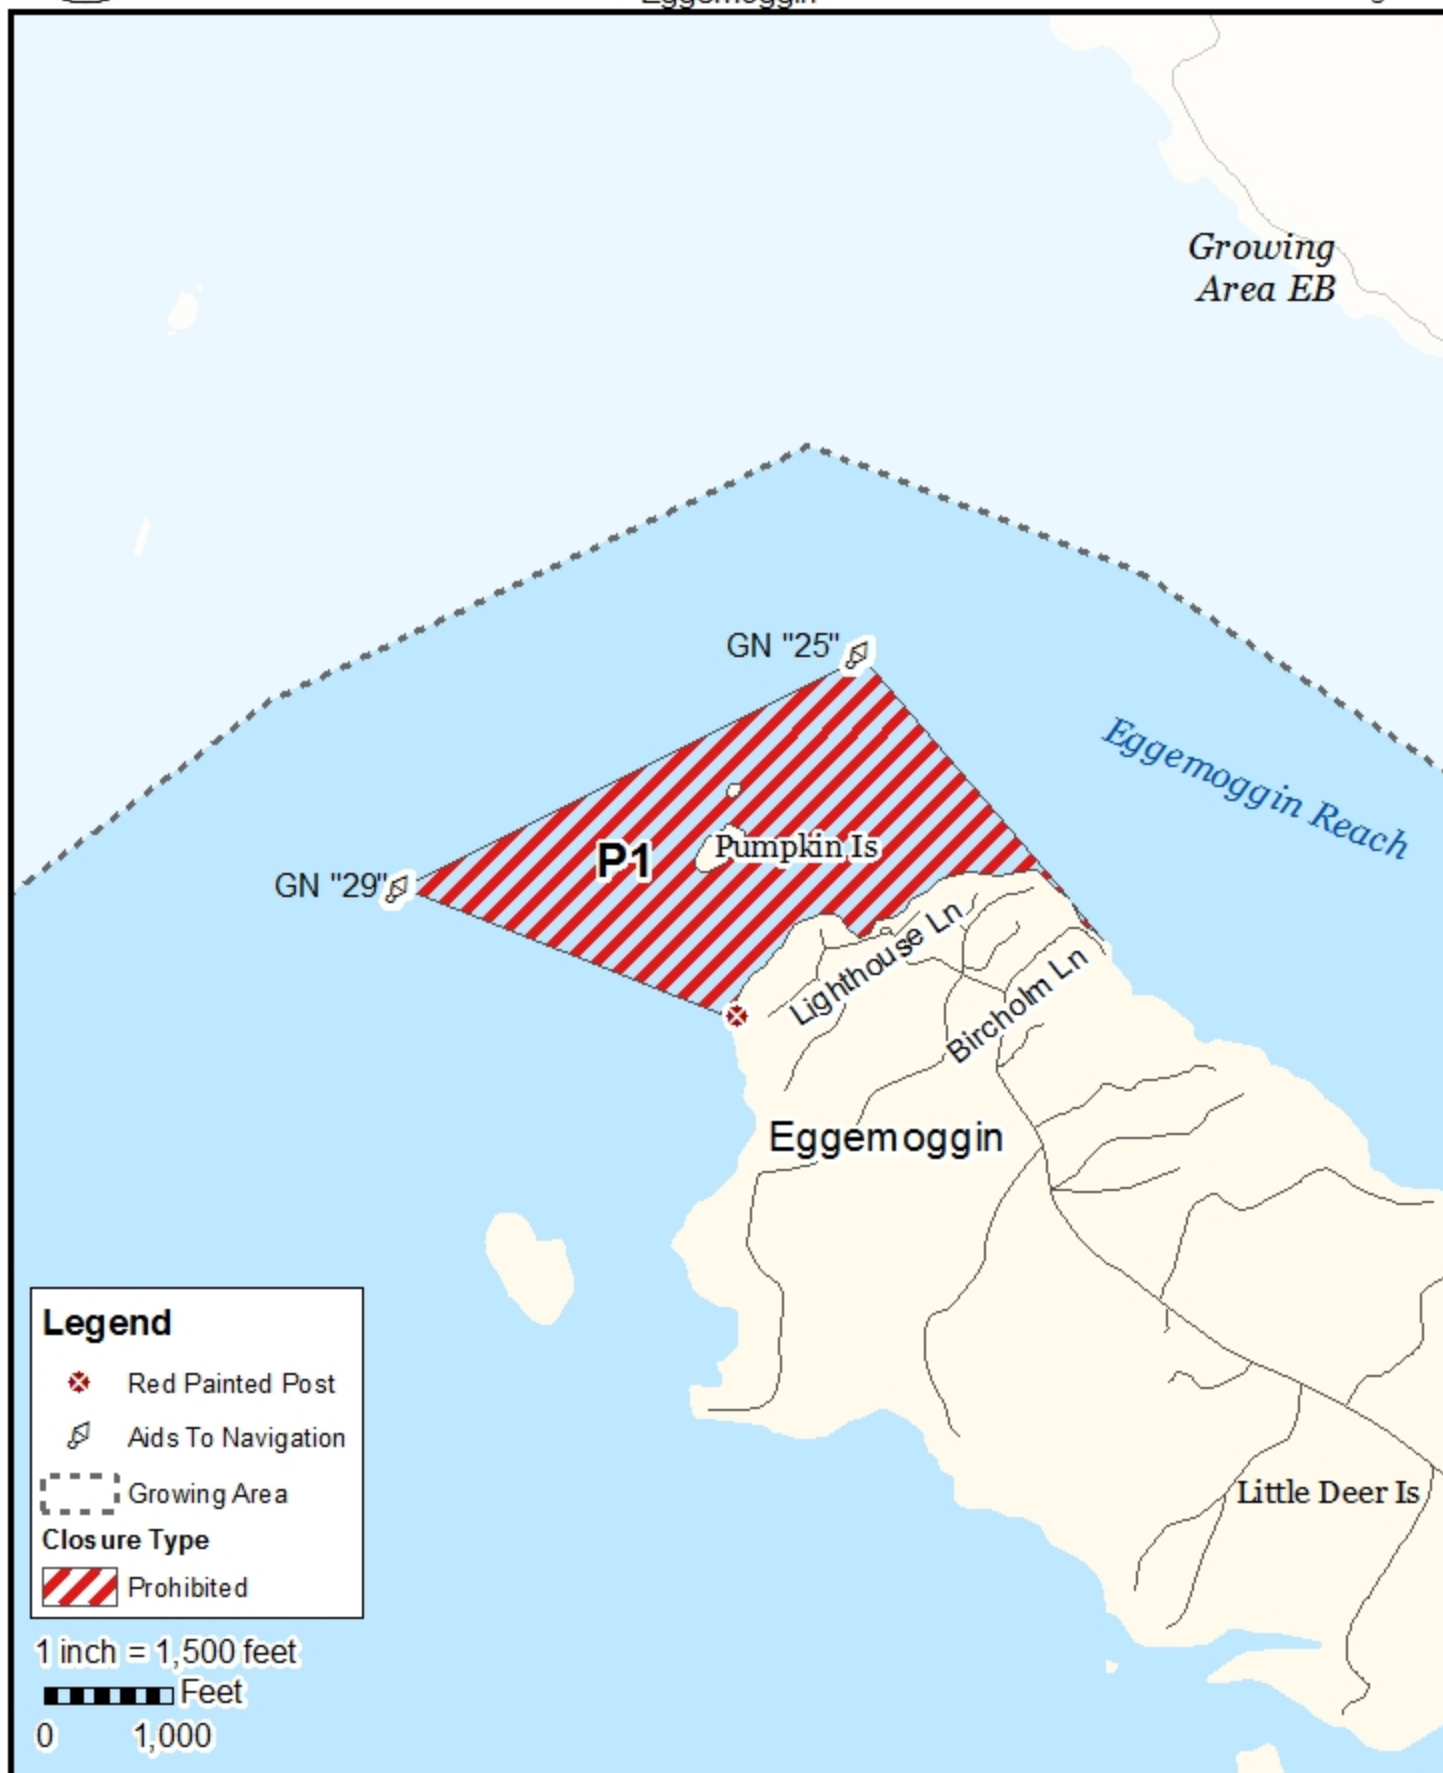 Growing
Area EB
GN "25"
Eggemoggin Reach
P1
Pumpkin Is
GN "29"
Lighthouse Ln
Bircholm Ln
Eggemoggin
Legend
Red Painted Post
Aids To Navigation
Growing Area
Closure Type
Prohibited
Little Deer Is
1 inch = 1,500 feet
Feet
0 1,000